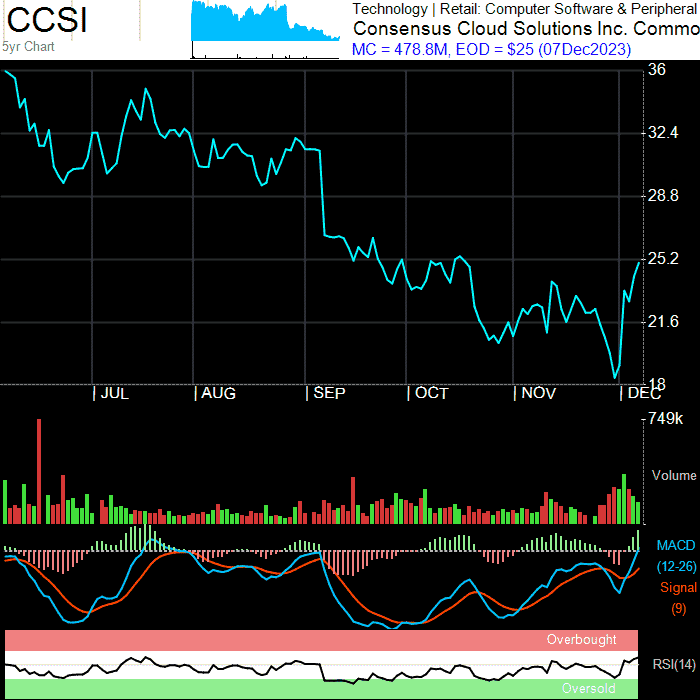 CCSI
5yr Chart
Technology | Retail: Computer Software & Peripheral
Consensus Cloud Solutions Inc. Commo
MC = 478.8M, EOD = $25 (07Dec2023)
36
32.4
28.8
25.2
21.6
18
| JUL | AUG | SEP | OCT | NOV | DEC
749k
Volume
MACD
(12-26)
Signal
(9)
Overbought
RSI(14)
Oversold